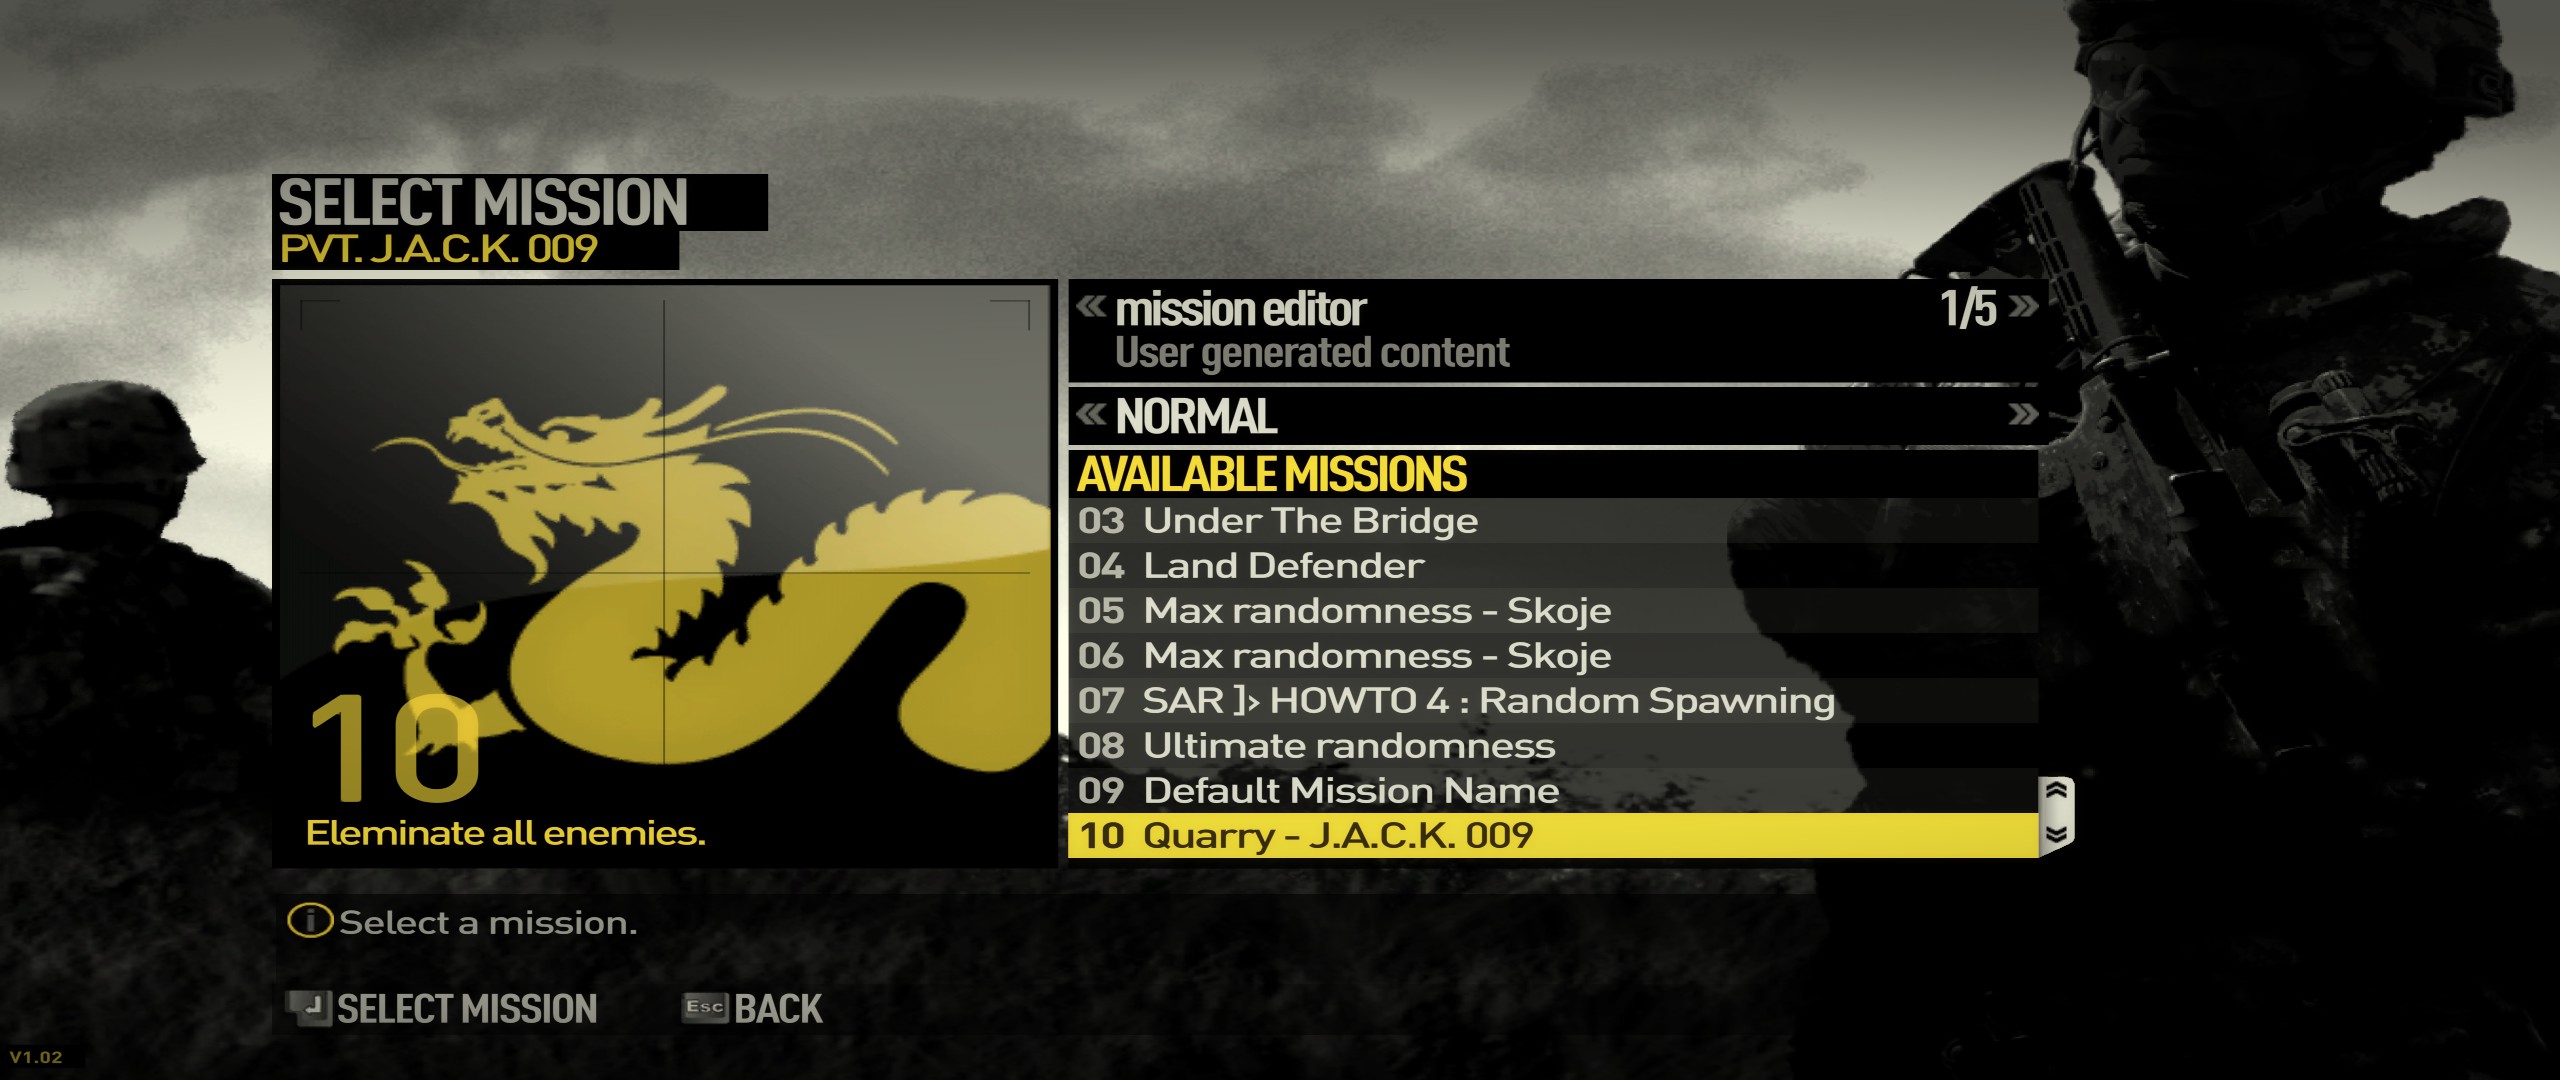 SELECT MISSION
PVT. J.A.C.K. 009
« mission editor 1/5 »
User generated content
« NORMAL »
AVAILABLE MISSIONS
03 Under The Bridge
04 Land Defender
05 Max randomness - Skoje
06 Max randomness - Skoje
07 SAR ]› HOWTO 4 : Random Spawning
08 Ultimate randomness
09 Default Mission Name
10 Quarry - J.A.C.K. 009
10
Eleminate all enemies.
i Select a mission.
SELECT MISSION Esc BACK
V1.02